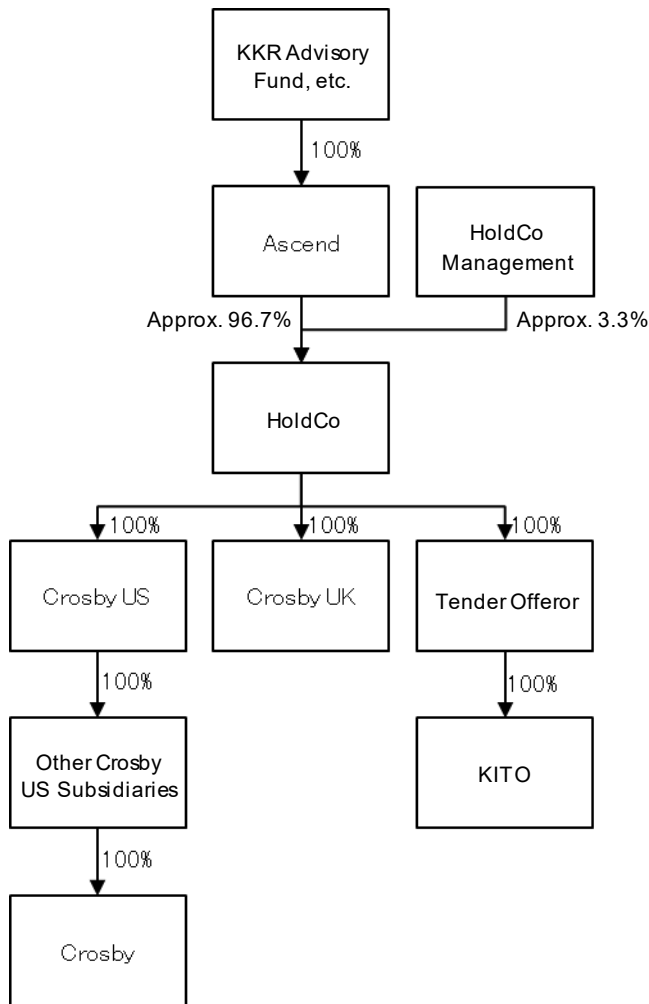 KKR Advisory
Fund, etc.
100%
Ascend
HoldCo
Management
Approx. 96.7%
Approx. 3.3%
HoldCo
100%
100%
100%
Crosby US
Crosby UK
Tender Offeror
100%
100%
Other Crosby
US Subsidiaries
KITO
100%
Crosby